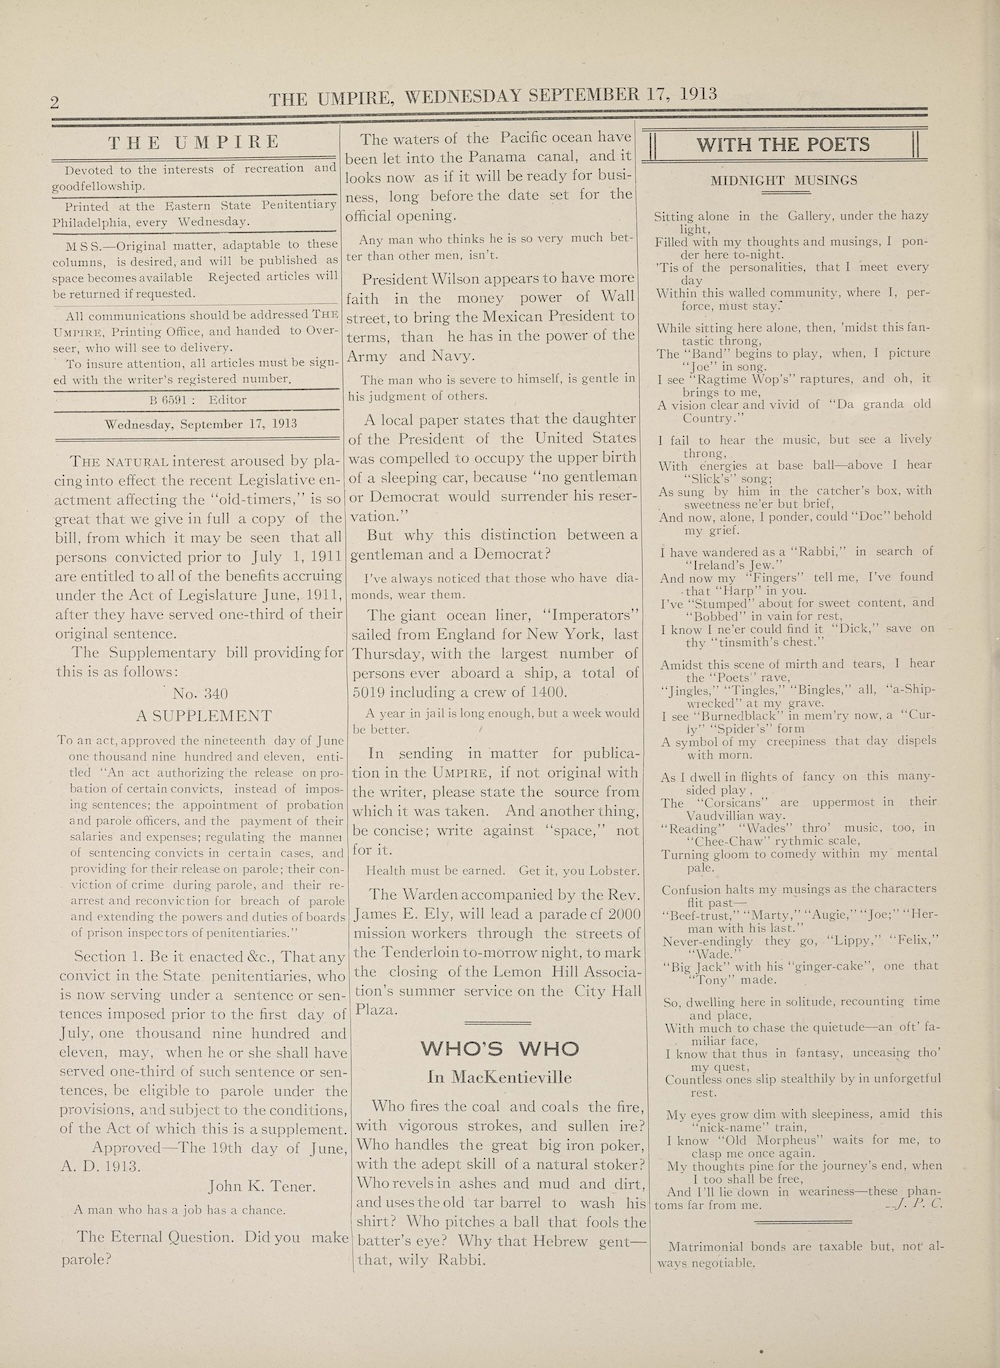 2
THE UMPIRE, WEDNESDAY SEPTEMBER 17, 1913
THE UMPIRE
Devoted to the interests of recreation and
goodfellowship.
Printed at the Eastern State Penitentiary
Philadelphia, every Wednesday.
MSS.—Original matter, adaptable to these
columns, is desired, and will be published as
space becomes available Rejected articles will
be returned if requested.
All communications should be addressed THE
UMPIRE, Printing Office, and handed to Over-
seer, who will see to delivery.
To insure attention, all articles must be sign-
ed with the writer's registered number.
B 6591 : Editor
Wednesday, September 17, 1913
THE NATURAL interest aroused by pla-
cing into effect the recent Legislative en-
actment affecting the "old-timers," is so
great that we give in full a copy of the
bill, from which it may be seen that all
persons convicted prior to July 1, 1911
are entitled to all of the benefits accruing
under the Act of Legislature June, 1911,
after they have served one-third of their
original sentence.
The Supplementary bill providing for
this is as follows:
No. 340
A SUPPLEMENT
To an act, approved the nineteenth day of June
one thousand nine hundred and eleven, enti-
tled "An act authorizing the release on pro-
bation of certain convicts, instead of impos-
ing sentences; the appointment of probation
and parole officers, and the payment of their
salaries and expenses; regulating the manner
of sentencing convicts in certain cases, and
providing for their release on parole; their con-
viction of crime during parole, and their re-
arrest and reconviction for breach of parole
and extending the powers and duties of boards
of prison inspectors of penitentiaries."
Section 1. Be it enacted &c., That any
convict in the State penitentiaries, who
is now serving under a sentence or sen-
tences imposed prior to the first day of
July, one thousand nine hundred and
eleven, may, when he or she shall have
served one-third of such sentence or sen-
tences, be eligible to parole under the
provisions, and subject to the conditions,
of the Act of which this is a supplement.
Approved—The 19th day of June,
A. D. 1913.
John K. Tener.
A man who has a job has a chance.
The Eternal Question. Did you make
parole?
The waters of the Pacific ocean have
been let into the Panama canal, and it
looks now as if it will be ready for busi-
ness, long before the date set for the
official opening.
Any man who thinks he is so very much bet-
ter than other men, isn't.
President Wilson appears to have more
faith in the money power of Wall
street, to bring the Mexican President to
terms, than he has in the power of the
Army and Navy.
The man who is severe to himself, is gentle in
his judgment of others.
A local paper states that the daughter
of the President of the United States
was compelled to occupy the upper birth
of a sleeping car, because "no gentleman
or Democrat would surrender his reser-
vation."
But why this distinction between a
gentleman and a Democrat?
I've always noticed that those who have dia-
monds, wear them.
The giant ocean liner, "Imperators"
sailed from England for New York, last
Thursday, with the largest number of
persons ever aboard a ship, a total of
5019 including a crew of 1400.
A year in jail is long enough, but a week would
be better.
In sending in matter for publica-
tion in the UMPIRE, if not original with
the writer, please state the source from
which it was taken. And another thing,
be concise; write against "space," not
for it.
Health must be earned. Get it, you Lobster.
The Warden accompanied by the Rev.
James E. Ely, will lead a parade cf 2000
mission workers through the streets of
the Tenderloin to-morrow night, to mark
the closing of the Lemon Hill Associa-
tion's summer service on the City Hall
Plaza.
WHO'S WHO
In MacKentieville
Who fires the coal and coals the fire,
with vigorous strokes, and sullen ire?
Who handles the great big iron poker,
with the adept skill of a natural stoker?
Who revels in ashes and mud and dirt,
and uses the old tar barrel to wash his
shirt? Who pitches a ball that fools the
batter's eye? Why that Hebrew gent—
that, wily Rabbi.
WITH THE POETS
MIDNIGHT MUSINGS
Sitting alone in the Gallery, under the hazy
light,
Filled with my thoughts and musings, I pon-
der here to-night.
'Tis of the personalities, that I meet every
day
Within this walled community, where I, per-
force, must stay.
While sitting here alone, then, 'midst this fan-
tastic throng,
The "Band" begins to play, when, I picture
"Joe" in song.
I see "Ragtime Wop's" raptures, and oh, it
brings to me,
A vision clear and vivid of "Da granda old
Country."
I fail to hear the music, but see a lively
throng,
With energies at base ball—above I hear
"Slick's" song;
As sung by him in the catcher's box, with
sweetness ne'er but brief,
And now, alone, I ponder, could "Doc" behold
my grief.
I have wandered as a "Rabbi," in search of
"Ireland's Jew."
And now my "Fingers" tell me, I've found
that "Harp" in you.
I've "Stumped" about for sweet content, and
"Bobbed" in vain for rest,
I know I ne'er could find it "Dick," save on
thy "tinsmith's chest."
Amidst this scene of mirth and tears, I hear
the "Poets" rave,
"Jingles," "Tingles," "Bingles," all, "a-Ship-
wrecked" at my grave.
I see "Burnedblack" in mem'ry now, a "Cur-
ly" "Spider's" form
A symbol of my creepiness that day dispels
with morn.
As I dwell in flights of fancy on this many-
sided play,
The "Corsicans" are uppermost in their
Vaudvillian way.
"Reading" "Wades" thro' music, too, in
"Chee-Chaw" rythmic scale,
Turning gloom to comedy within my mental
pale.
Confusion halts my musings as the characters
flit past—
"Beef-trust," "Marty," "Augie," "Joe;" "Her-
man with his last."
Never-endingly they go, "Lippy," "Felix,"
"Wade."
"Big Jack" with his "ginger-cake", one that
"Tony" made.
So, dwelling here in solitude, recounting time
and place,
With much to chase the quietude—an oft' fa-
miliar face,
I know that thus in fantasy, unceasing tho'
my quest,
Countless ones slip stealthily by in unforgetful
rest.
My eyes grow dim with sleepiness, amid this
"nick-name" train,
I know "Old Morpheus" waits for me, to
clasp me once again.
My thoughts pine for the journey's end, when
I too shall be free,
And I'll lie down in weariness—these phan-
toms far from me. —J. P. C.
Matrimonial bonds are taxable but, not al-
ways negotiable,